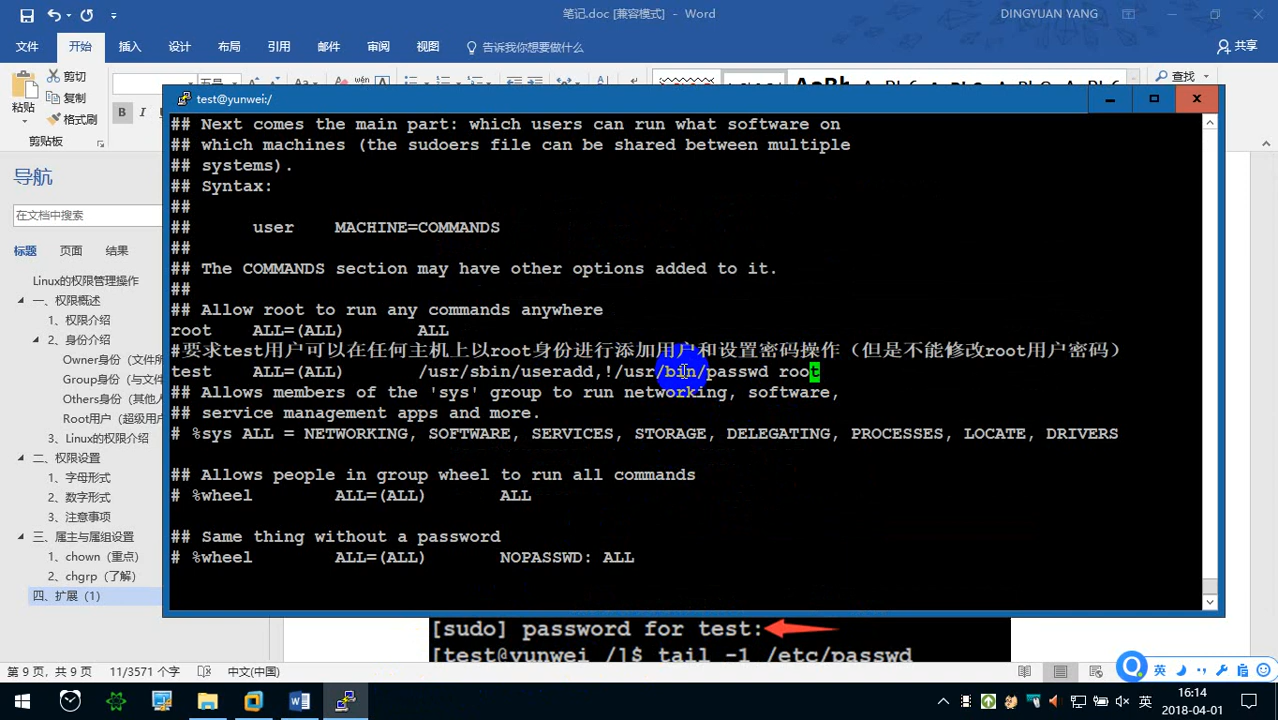 笔记.doc [兼容模式] - Word
DINGYUAN YANG
文件 开始 插入 设计 布局 引用 邮件 审阅 视图 告诉我你想要做什么 共享
粘贴
剪切
复制
格式刷
剪贴板
查找
导航
在文档中搜索
标题 页面 结果
Linux的权限管理操作
一、权限概述
1、权限介绍
2、身份介绍
Owner身份（文件所
Others身份（其他人
Root用户（超级用户
3、Linux的权限介绍
二、权限设置
1、字母形式
2、数字形式
3、注意事项
三、属主与属组设置
1、chown（重点）
2、chgrp（了解）
四、扩展（1）
test@yunwei:/
## Next comes the main part: which users can run what software on
## which machines (the sudoers file can be shared between multiple
## systems).
## Syntax:
##
##      user    MACHINE=COMMANDS
##
## The COMMANDS section may have other options added to it.
##
## Allow root to run any commands anywhere
root    ALL=(ALL)       ALL
#要求test用户可以在任何主机上以root身份进行添加用户和设置密码操作（但是不能修改root用户密码）
test    ALL=(ALL)       /usr/sbin/useradd,!/usr/bin/passwd root
## Allows members of the 'sys' group to run networking, software,
## service management apps and more.
# %sys ALL = NETWORKING, SOFTWARE, SERVICES, STORAGE, DELEGATING, PROCESSES, LOCATE, DRIVERS
## Allows people in group wheel to run all commands
# %wheel        ALL=(ALL)       ALL
## Same thing without a password
# %wheel        ALL=(ALL)       NOPASSWD: ALL
[sudo] password for test:
[test@yunwei /]$ tail -1 /etc/passwd
第 9 页，共 9 页 11/3571 个字 中文(中国)
英
英
16:14
2018-04-01